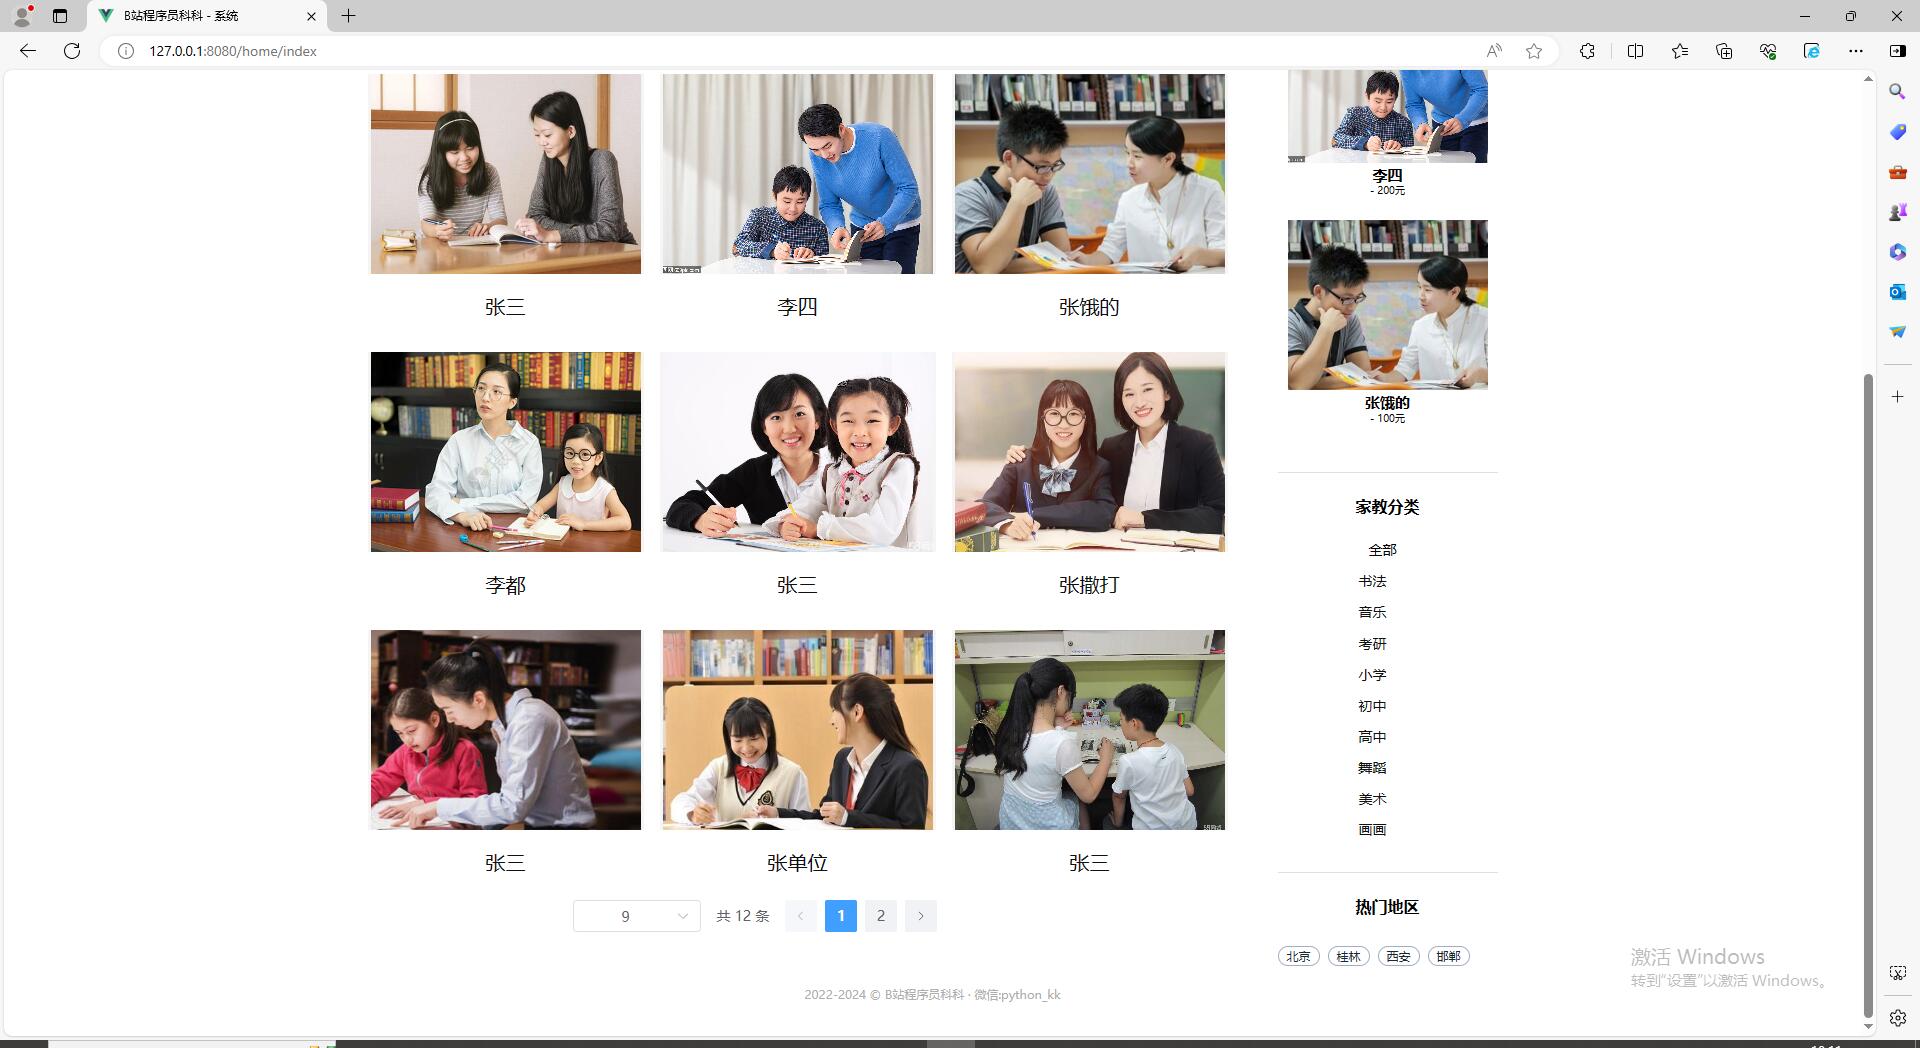 B站程序员科科 - 系统
127.0.0.1:8080/home/index
张三
李四
张饿的
李都
张三
张撒打
张三
张单位
张三
9
共 12 条
1
2
李四
- 200元
张饿的
- 100元
家教分类
全部
书法
音乐
考研
小学
初中
高中
舞蹈
美术
画画
热门地区
北京
桂林
西安
邯郸
激活 Windows
转到“设置”以激活 Windows。
2022-2024 © B站程序员科科 · 微信:python_kk